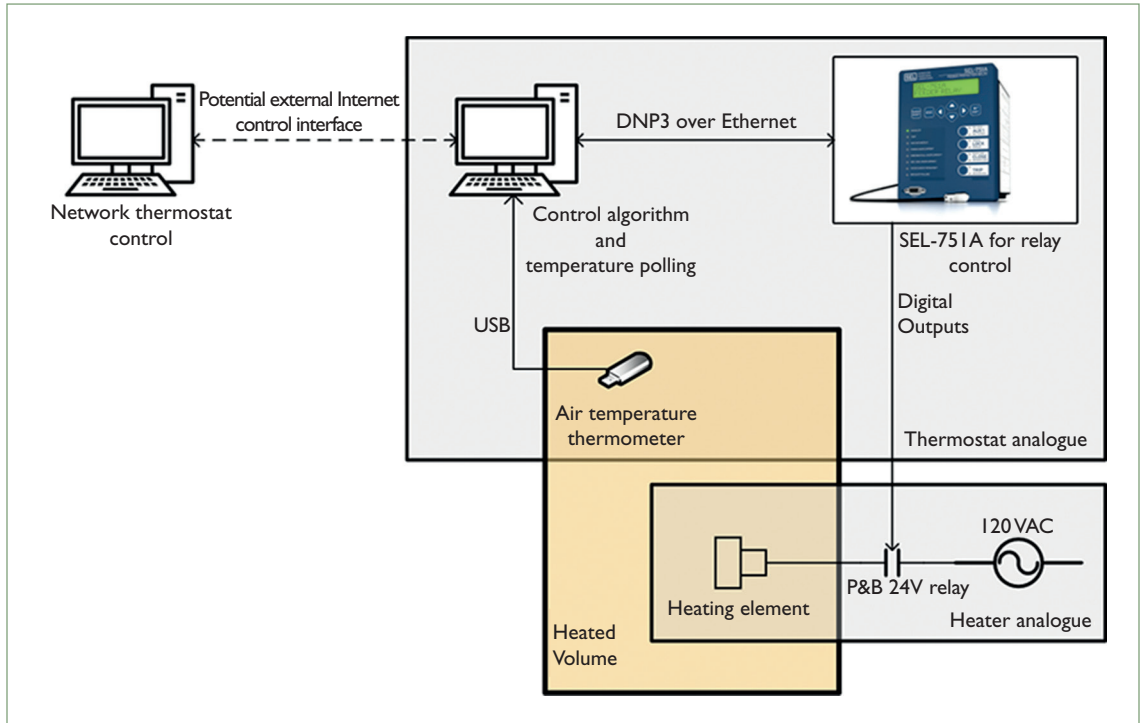 Potential external Internet
control interface
DNP3 over Ethernet
Network thermostat
control
Control algorithm
and
temperature polling
SEL-751A for relay
control
USB
Digital
Outputs
Air temperature
thermometer
Thermostat analogue
120 VAC
P&B 24V relay
Heating element
Heater analogue
Heated
Volume
SEL-751A